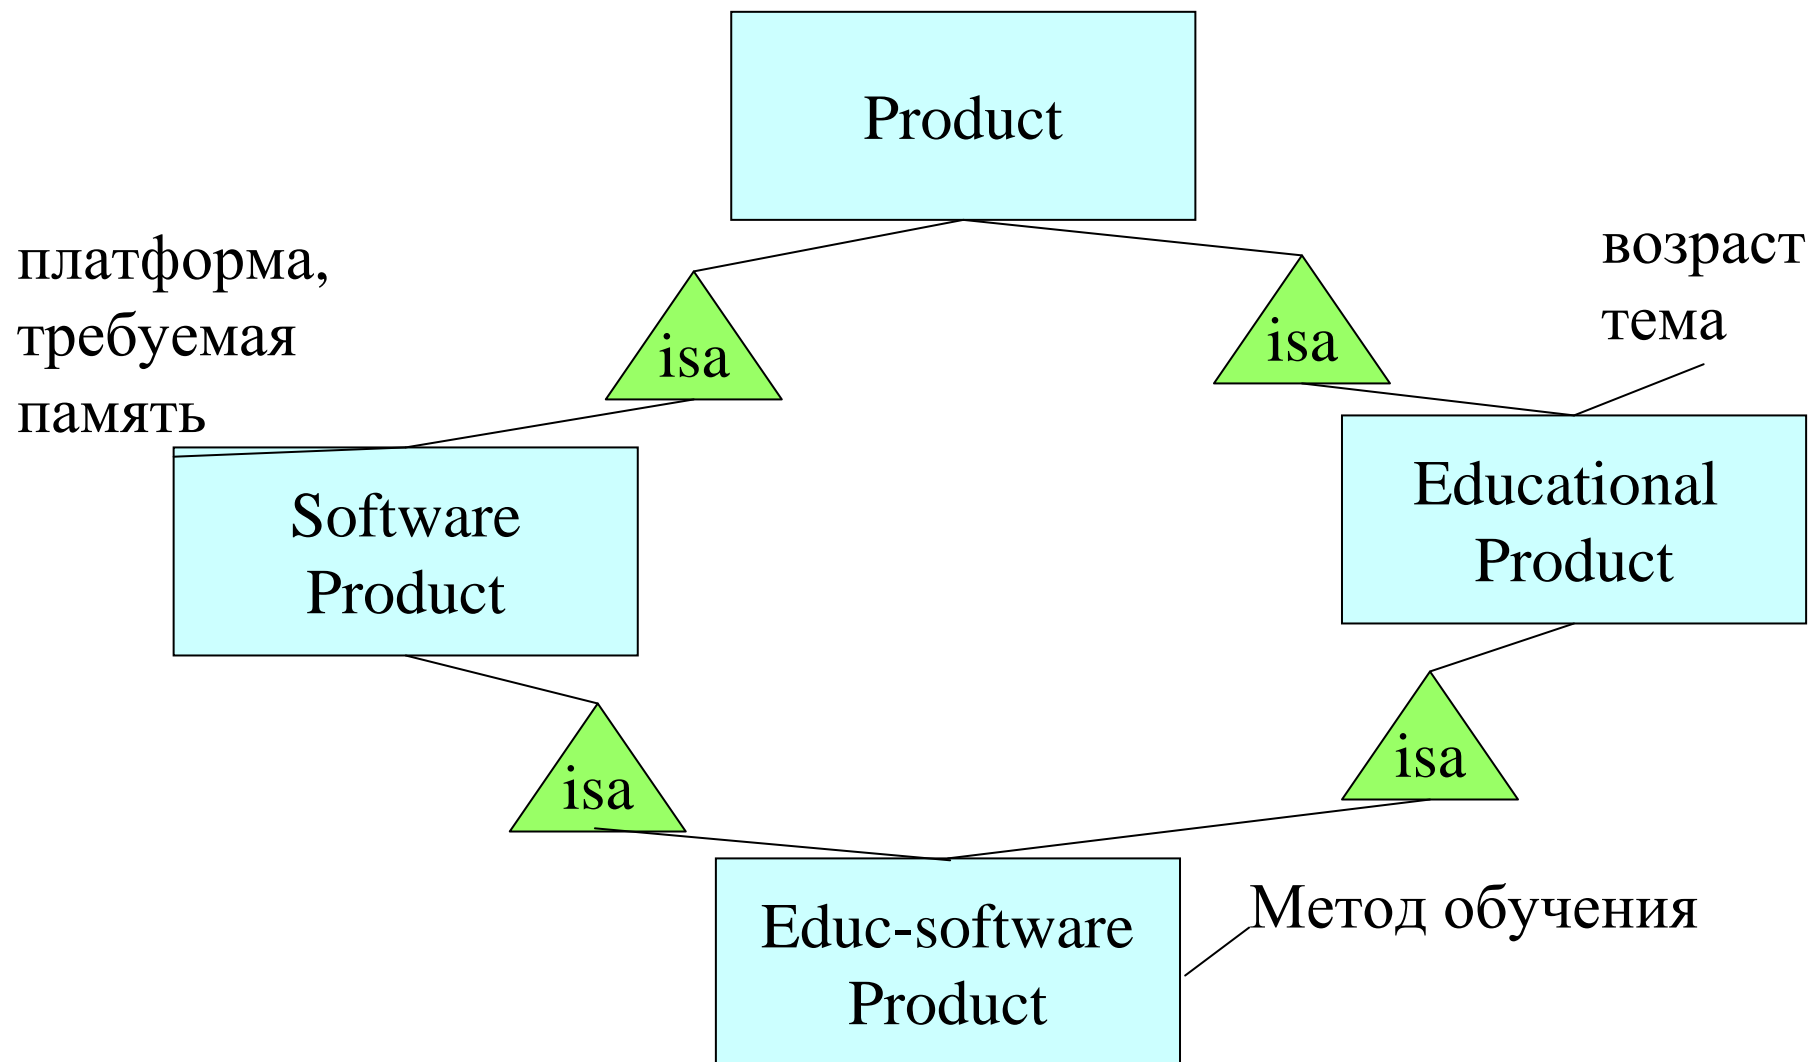 Product
платформа,
требуемая
память
isa
isa
возраст
тема
Software
Product
Educational
Product
isa
isa
Educ-software
Product
Метод обучения